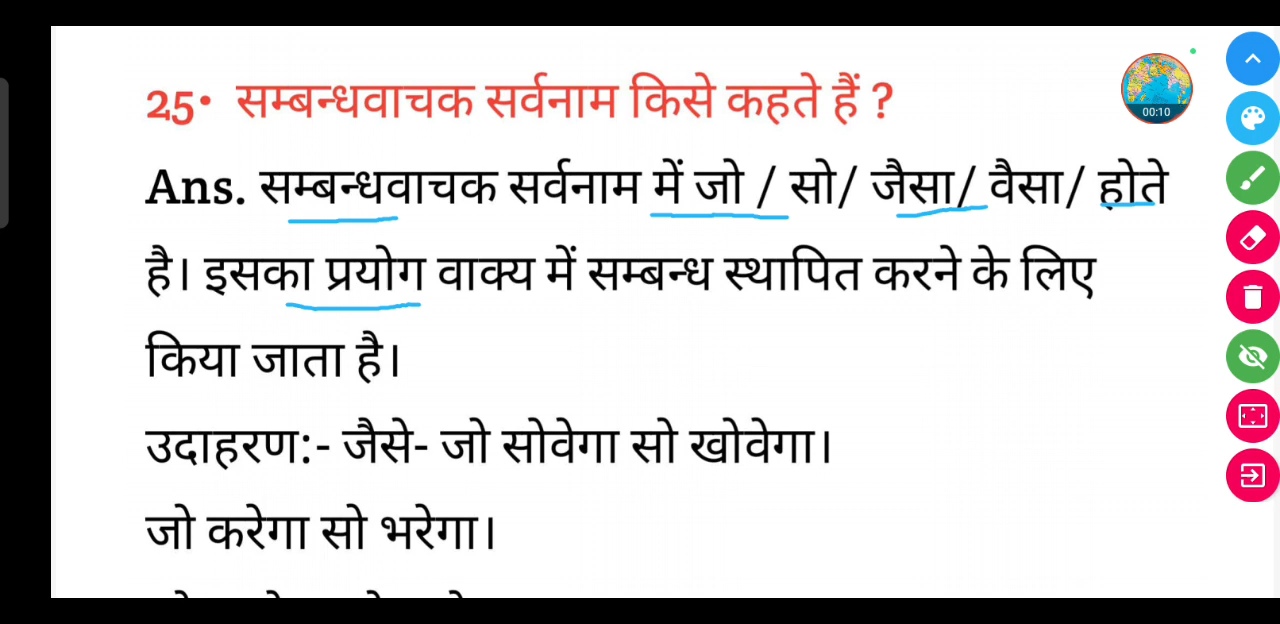 25• सम्बन्धवाचक सर्वनाम किसे कहते हैं ?
00:10
Ans. सम्बन्धवाचक सर्वनाम में जो / सो/ जैसा/ वैसा/ होते
है। इसका प्रयोग वाक्य में सम्बन्ध स्थापित करने के लिए
किया जाता है।
उदाहरण:- जैसे- जो सोवेगा सो खोवेगा।
जो करेगा सो भरेगा।